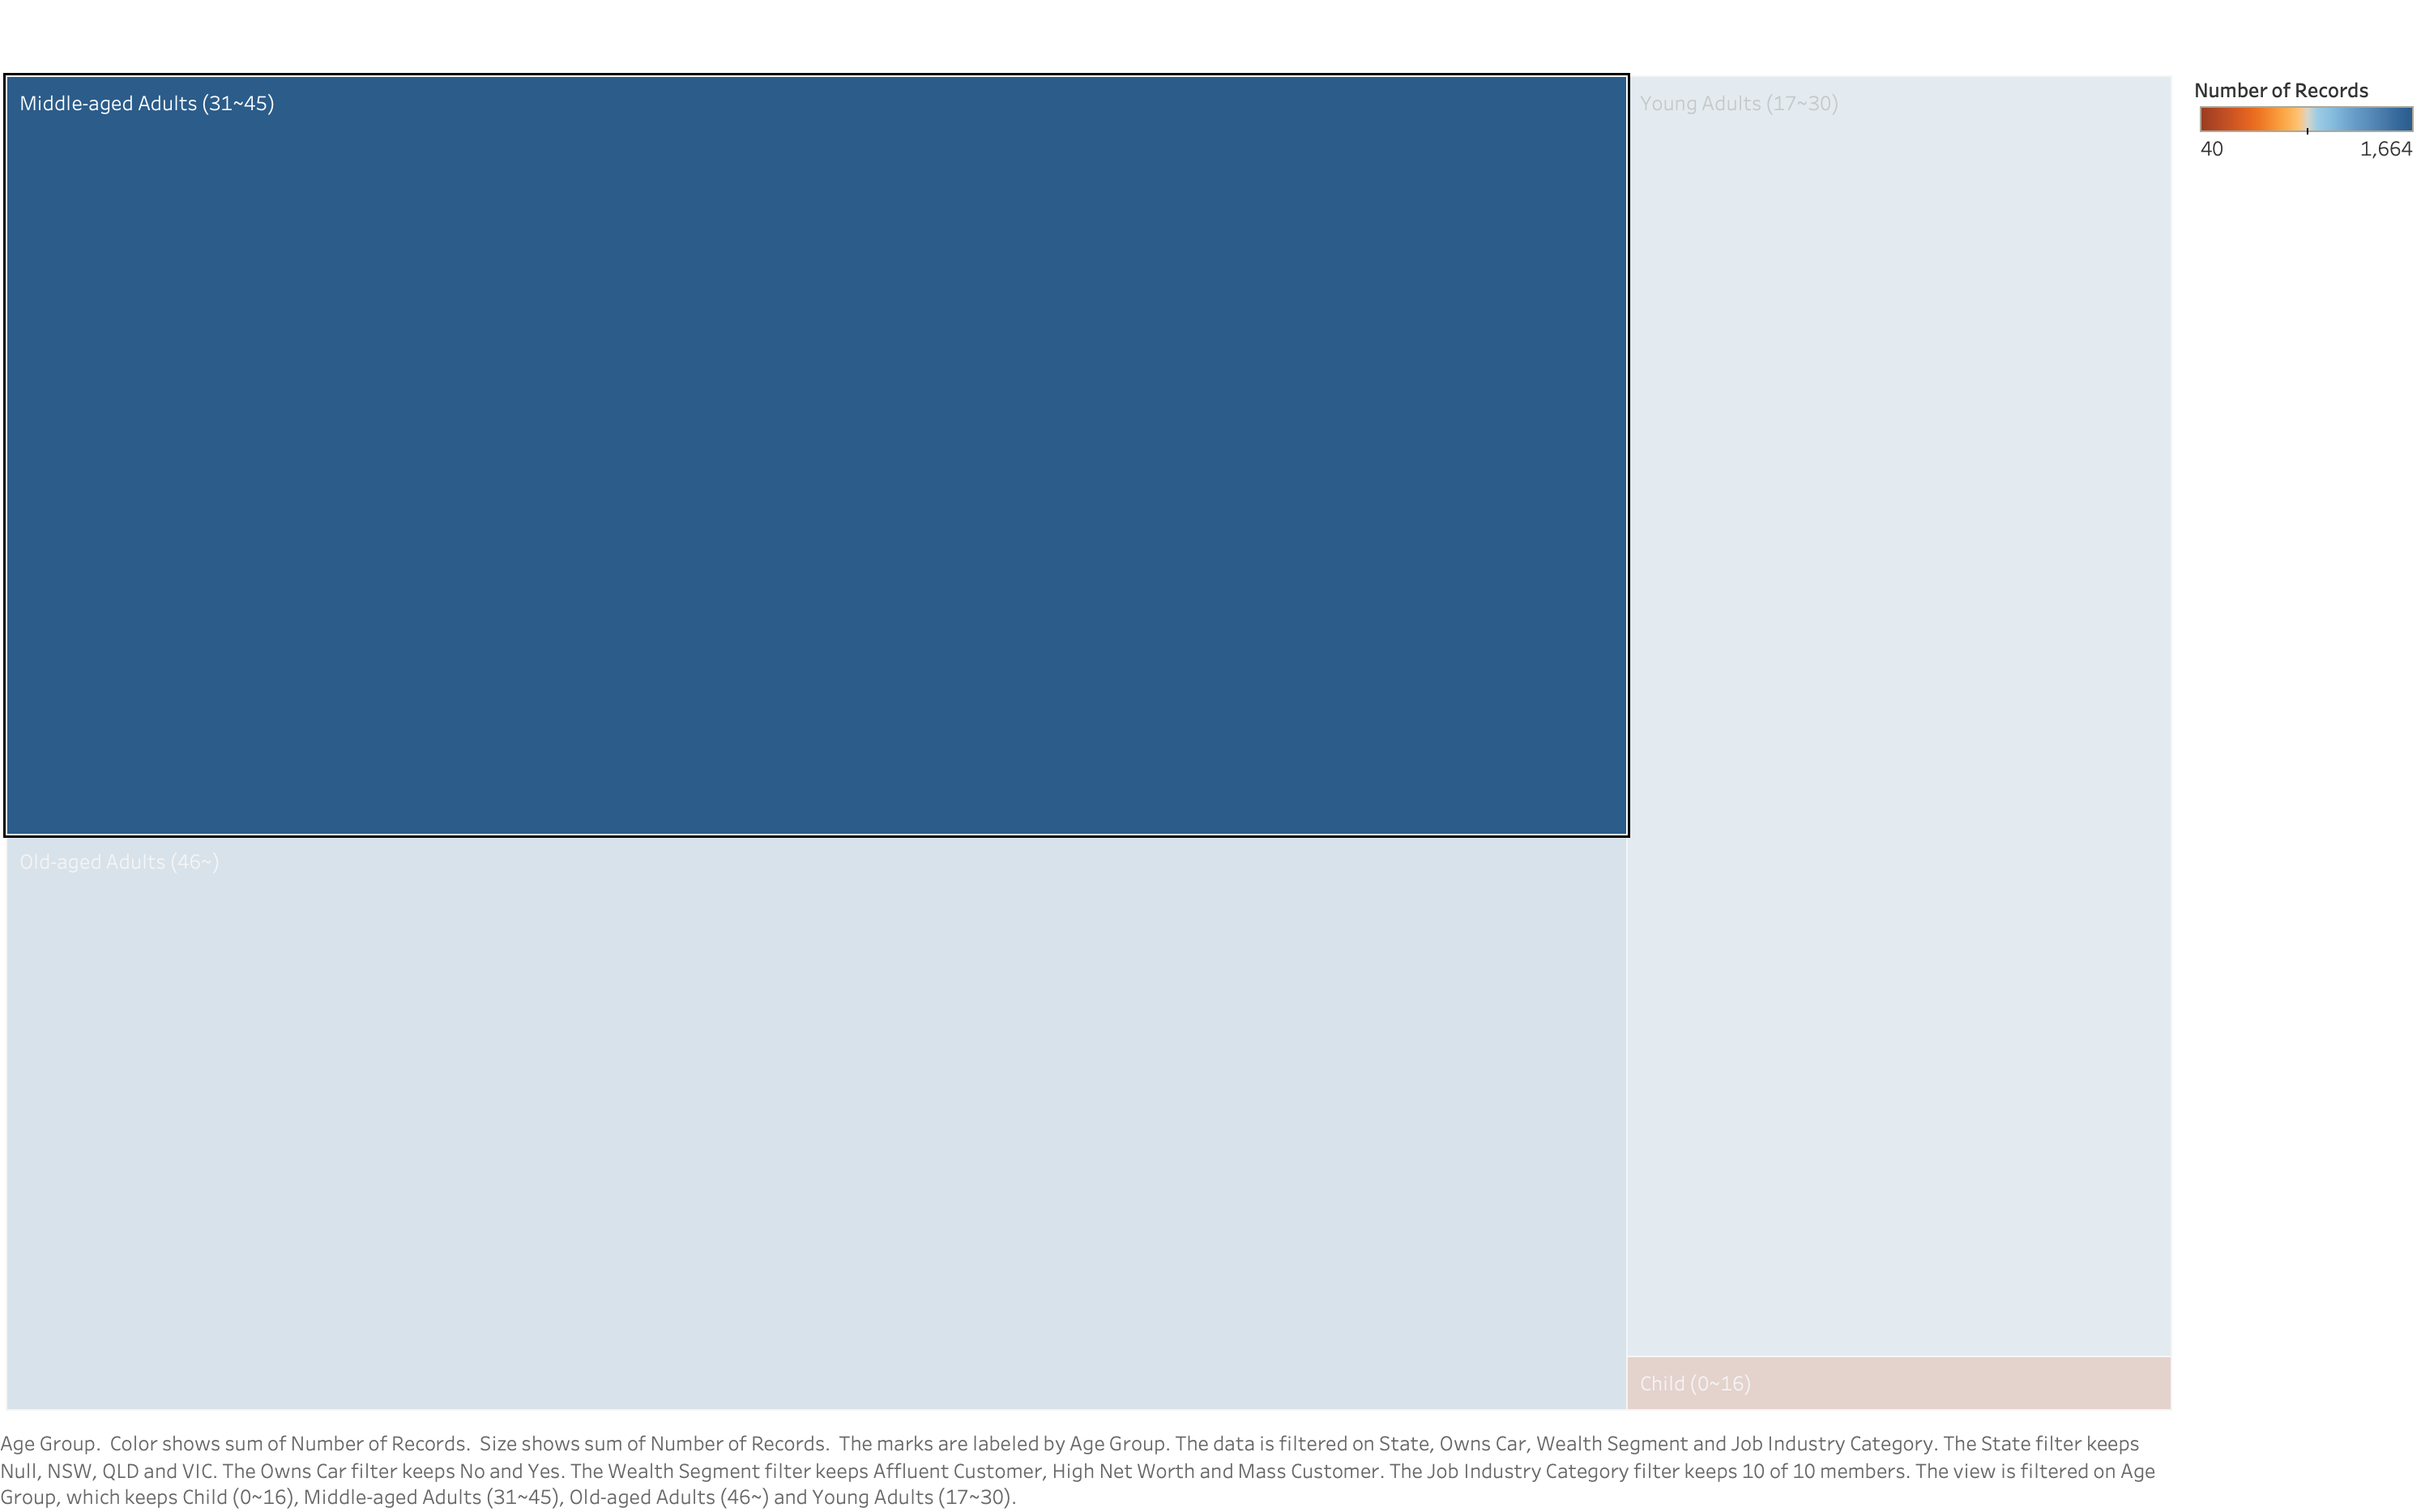 Middle-aged Adults (31~45)
Young Adults (17~30)
Number of Records
40
1,664
Old-aged Adults (46~)
Child (0~16)
Age Group.  Color shows sum of Number of Records.  Size shows sum of Number of Records.  The marks are labeled by Age Group. The data is filtered on State, Owns Car, Wealth Segment and Job Industry Category. The State filter keeps
Null, NSW, QLD and VIC. The Owns Car filter keeps No and Yes. The Wealth Segment filter keeps Affluent Customer, High Net Worth and Mass Customer. The Job Industry Category filter keeps 10 of 10 members. The view is filtered on Age
Group, which keeps Child (0~16), Middle-aged Adults (31~45), Old-aged Adults (46~) and Young Adults (17~30).